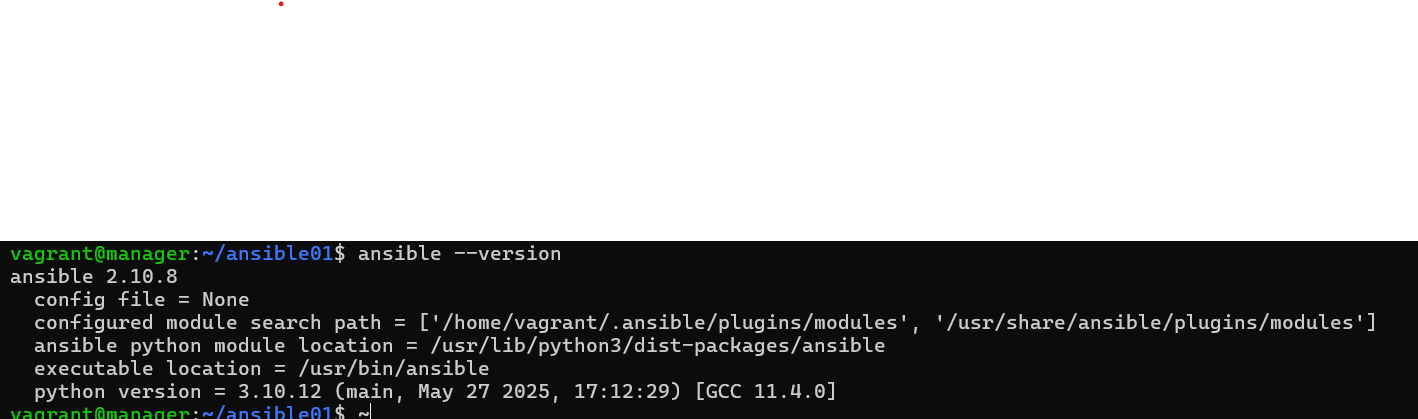 vagrant@manager:~/ansible01$ ansible --version
ansible 2.10.8
  config file = None
  configured module search path = ['/home/vagrant/.ansible/plugins/modules', '/usr/share/ansible/plugins/modules']
  ansible python module location = /usr/lib/python3/dist-packages/ansible
  executable location = /usr/bin/ansible
  python version = 3.10.12 (main, May 27 2025, 17:12:29) [GCC 11.4.0]
vagrant@manager:~/ansible01$ ~